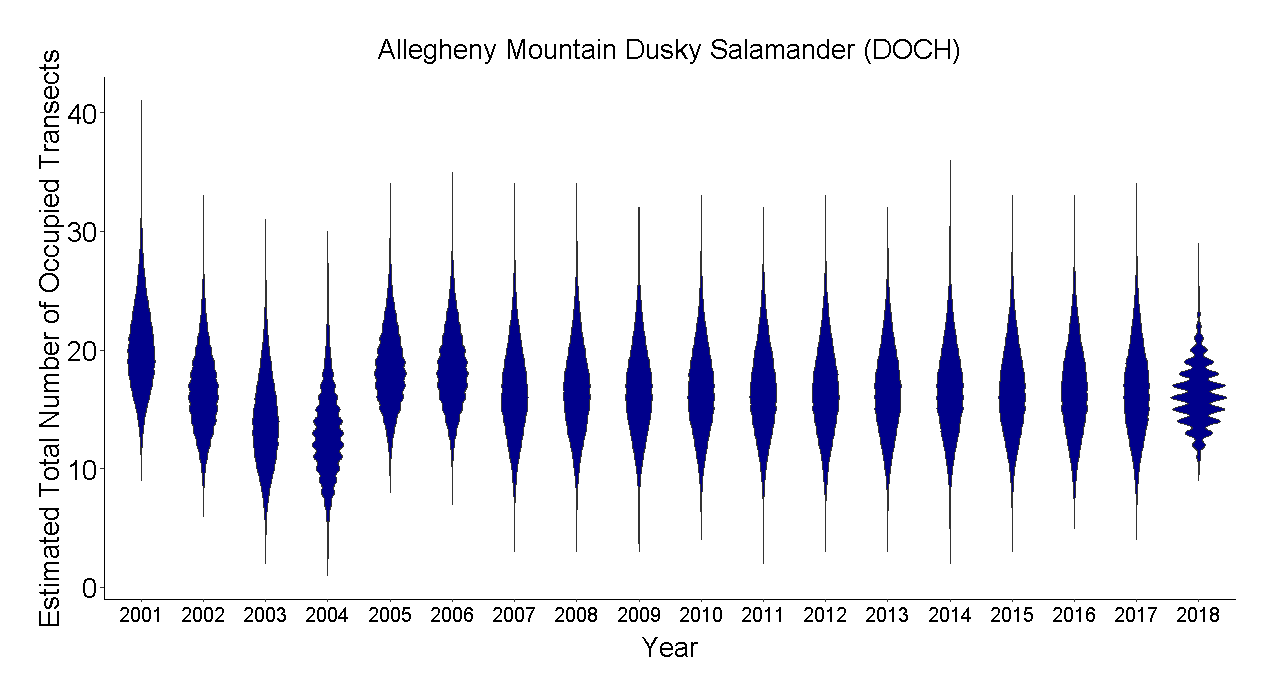 Allegheny Mountain Dusky Salamander (DOCH)
Estimated Total Number of Occupied Transects
40
30
20
10
0
2001 2002 2003 2004 2005 2006 2007 2008 2009 2010 2011 2012 2013 2014 2015 2016 2017 2018
Year